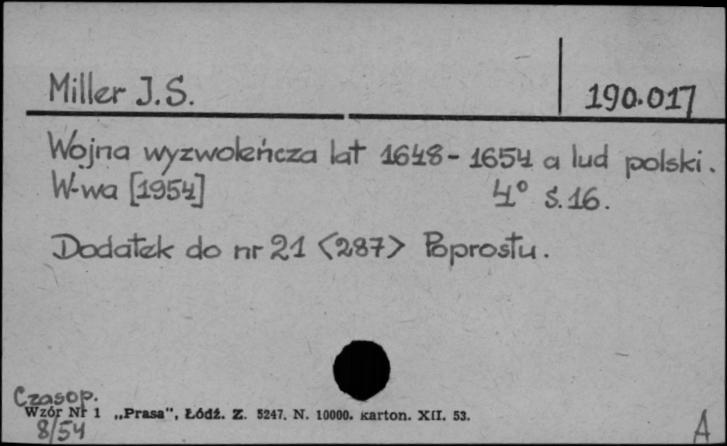 Miller J.S.
190.017
Wojna wyzwoleńcza lat 1648-1654 a lud polski.
W-wa [1954] 4° s.16.
Dodatek do nr 21 <287> Poprostu.
Czasop.
Wzór Nr 1 „Prasa", Łódź. Z. 5247. N. 10000. karton. XII. 53.
8/54
A